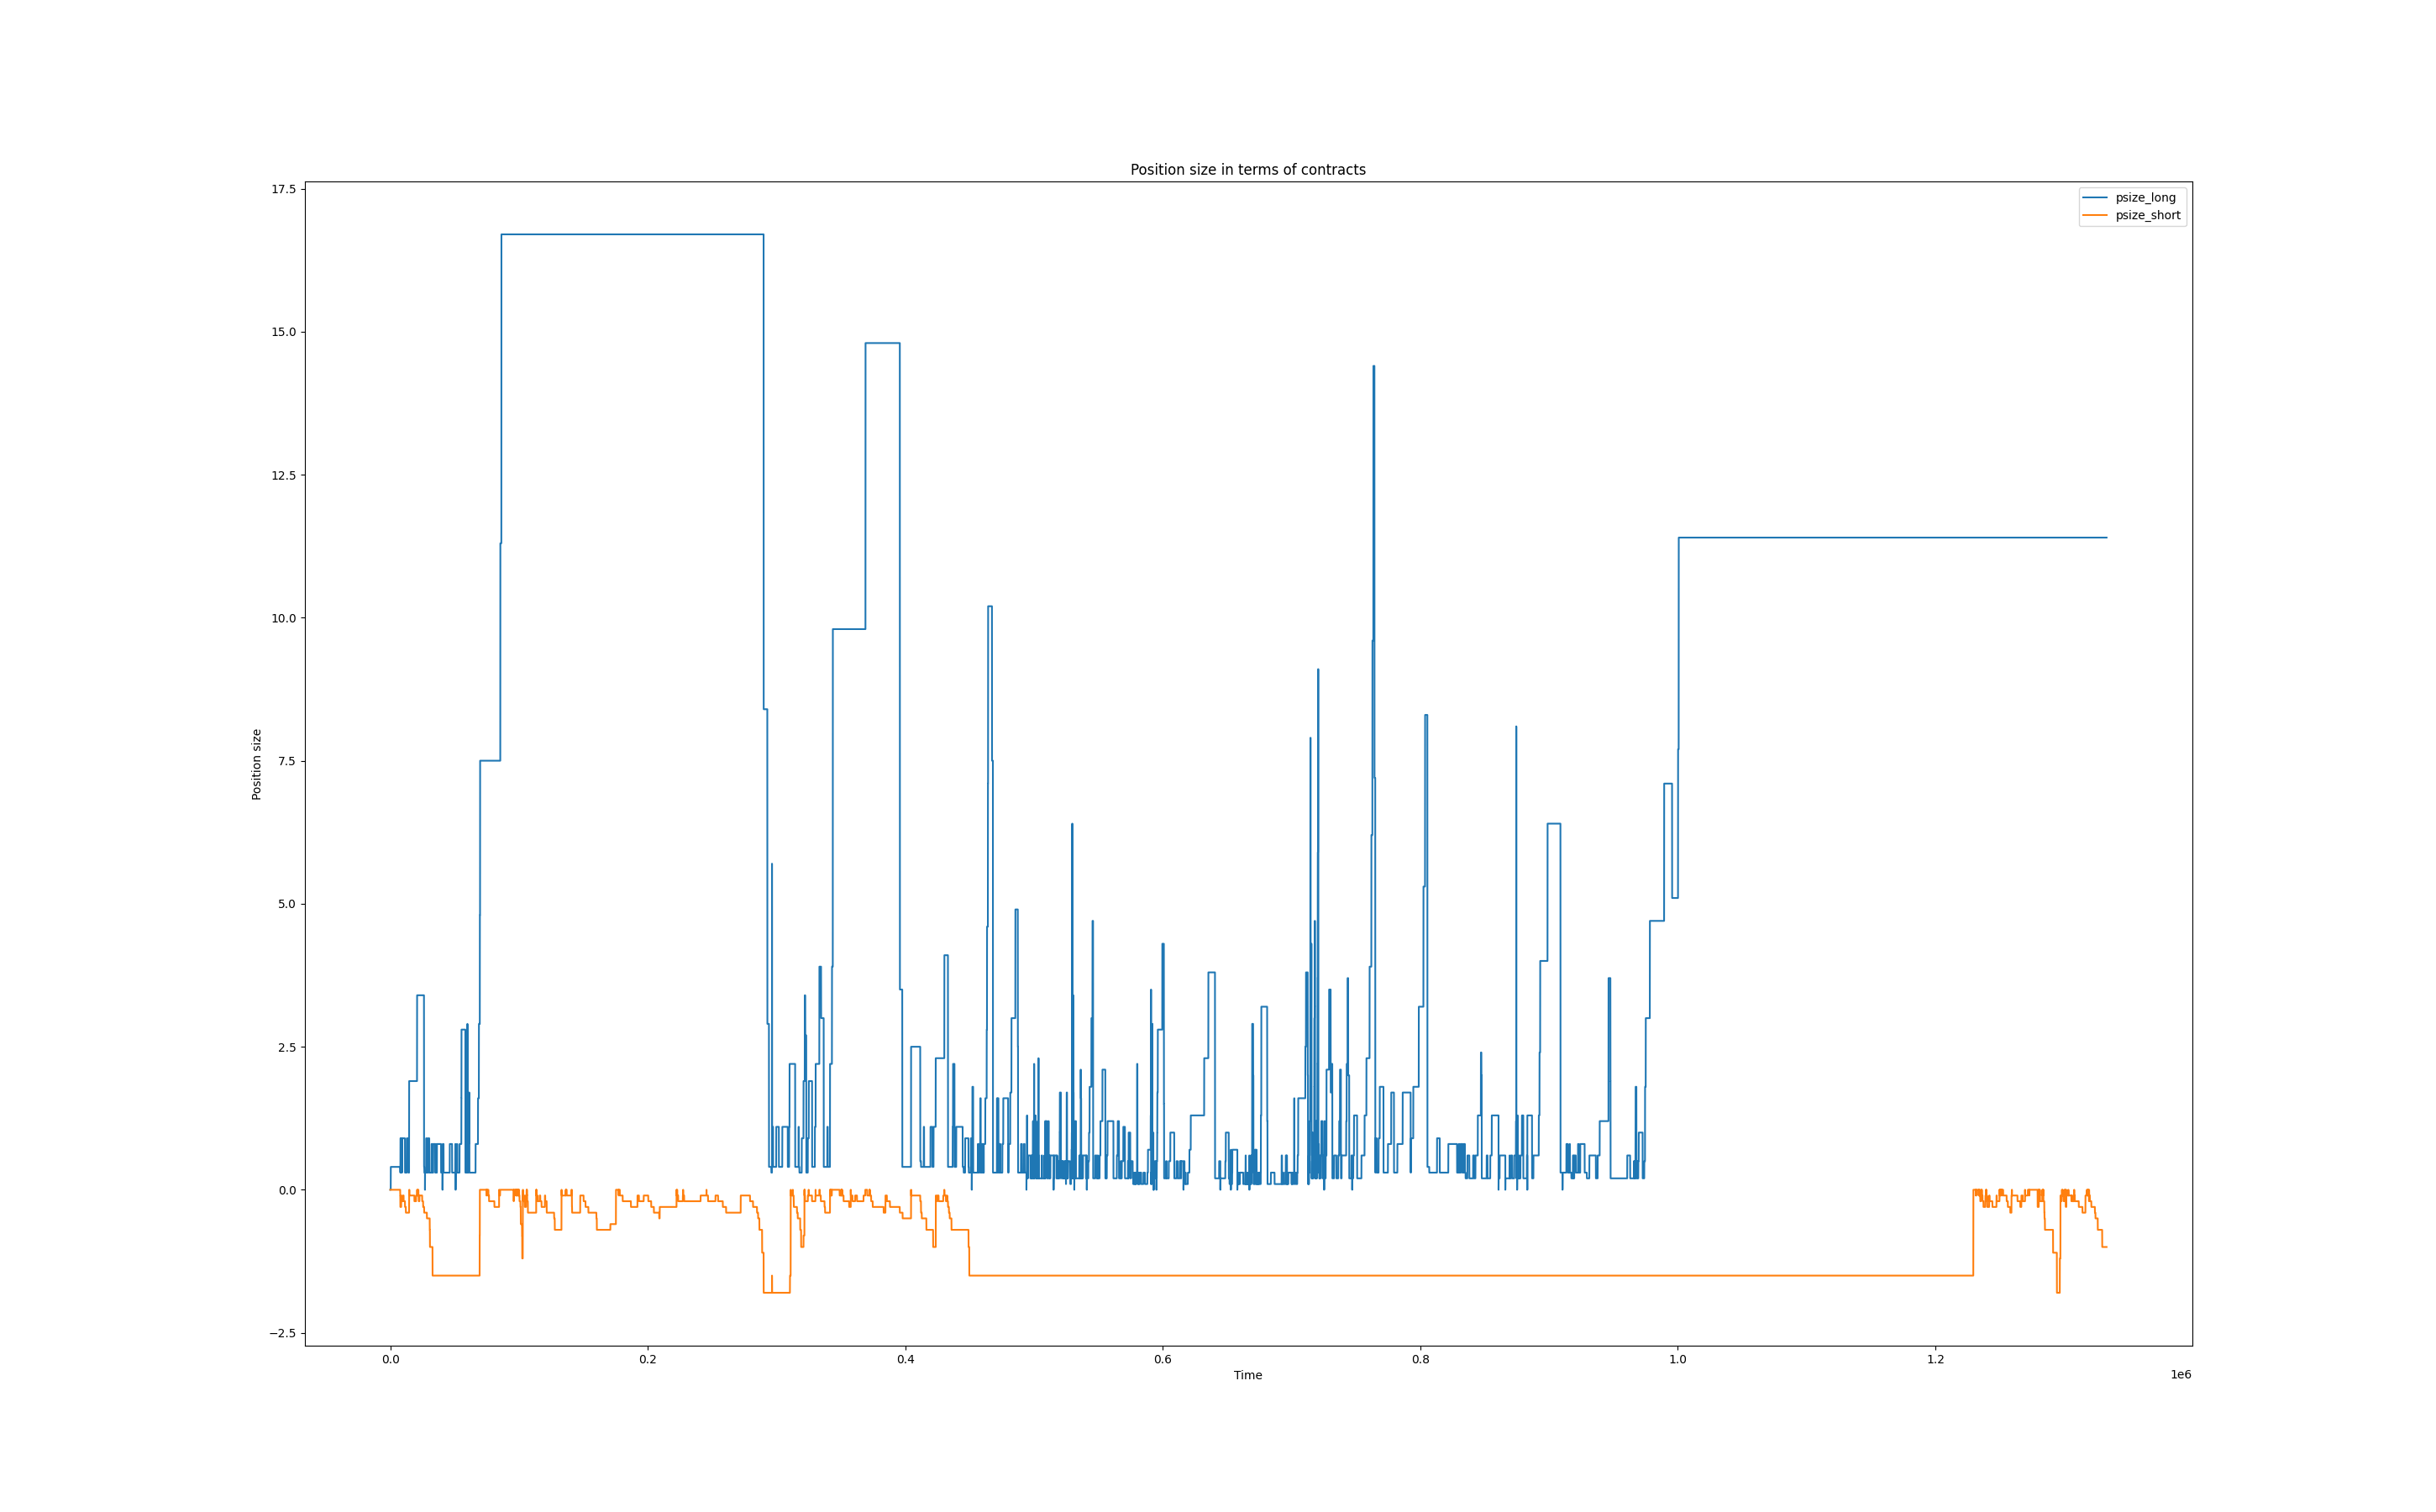 Position size in terms of contracts
psize_long
psize_short
17.5
15.0
12.5
10.0
7.5
5.0
2.5
0.0
−2.5
Position size
0.0 0.2 0.4 0.6 0.8 1.0 1.2
Time
1e6